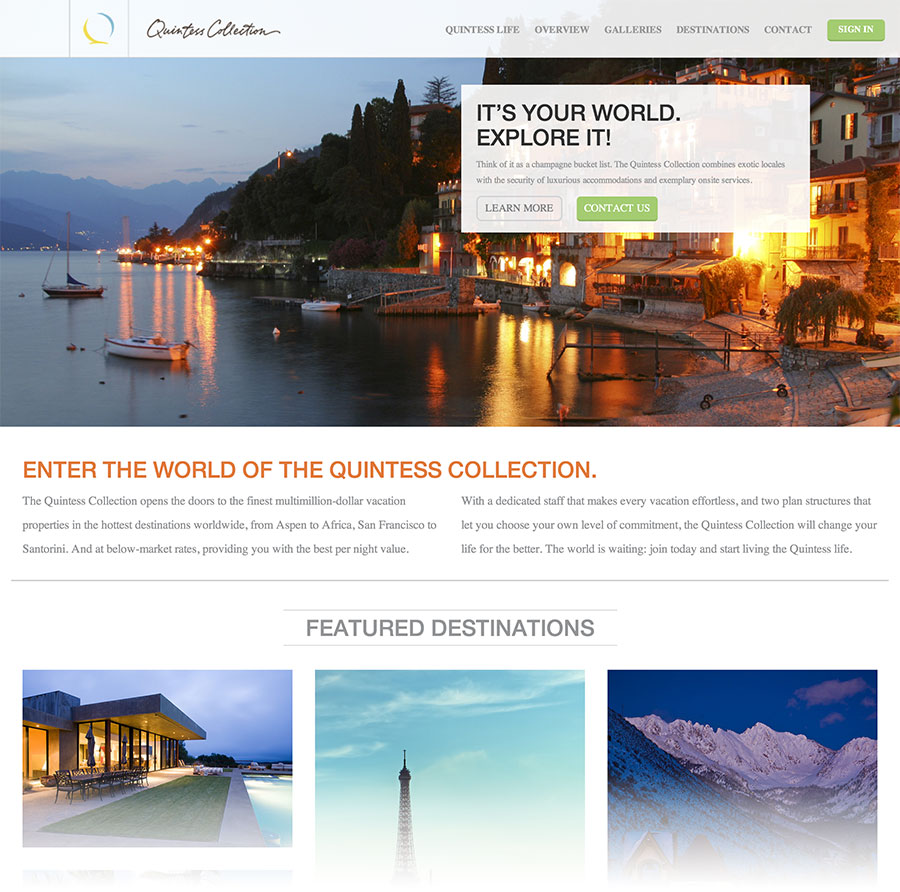 Quintess Collection
QUINTESS LIFE OVERVIEW GALLERIES DESTINATIONS CONTACT SIGN IN
IT'S YOUR WORLD.
EXPLORE IT!
Think of it as a champagne bucket list. The Quintess Collection combines exotic locales
with the security of luxurious accommodations and exemplary onsite services.
LEARN MORE CONTACT US
ENTER THE WORLD OF THE QUINTESS COLLECTION.
The Quintess Collection opens the doors to the finest multimillion-dollar vacation
properties in the hottest destinations worldwide, from Aspen to Africa, San Francisco to
Santorini. And at below-market rates, providing you with the best per night value.
With a dedicated staff that makes every vacation effortless, and two plan structures that
let you choose your own level of commitment, the Quintess Collection will change your
life for the better. The world is waiting: join today and start living the Quintess life.
FEATURED DESTINATIONS